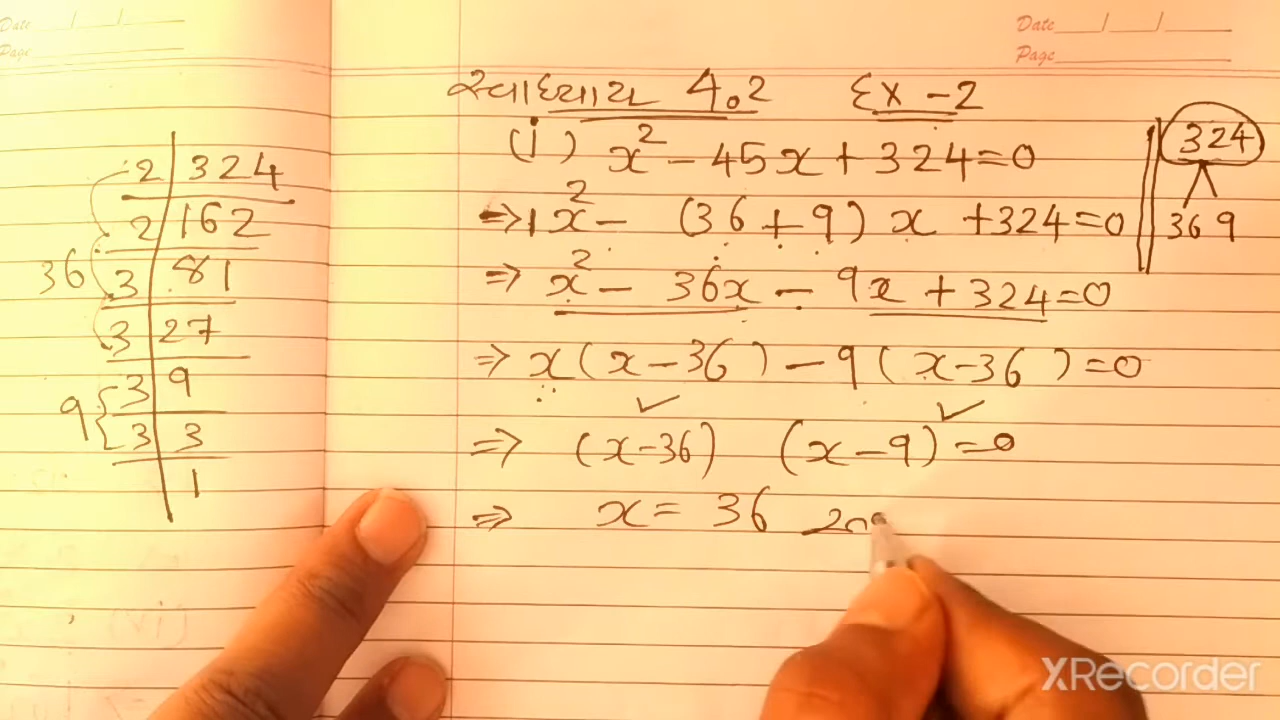 Date / /
Page
Date / /
Page
2 | 324
2 | 162
3 | 81
3 | 27
3 | 9
3 | 3
1
36
9
સ્વાધ્યાય 4.2 Ex-2
(i) x² - 45x + 324 = 0
⇒ 1x² - (36 + 9) x + 324 = 0
⇒ x² - 36x - 9x + 324 = 0
⇒ x(x - 36) - 9(x - 36) = 0
⇒ (x - 36) (x - 9) = 0
⇒ x = 36
324
36 9
XRecorder